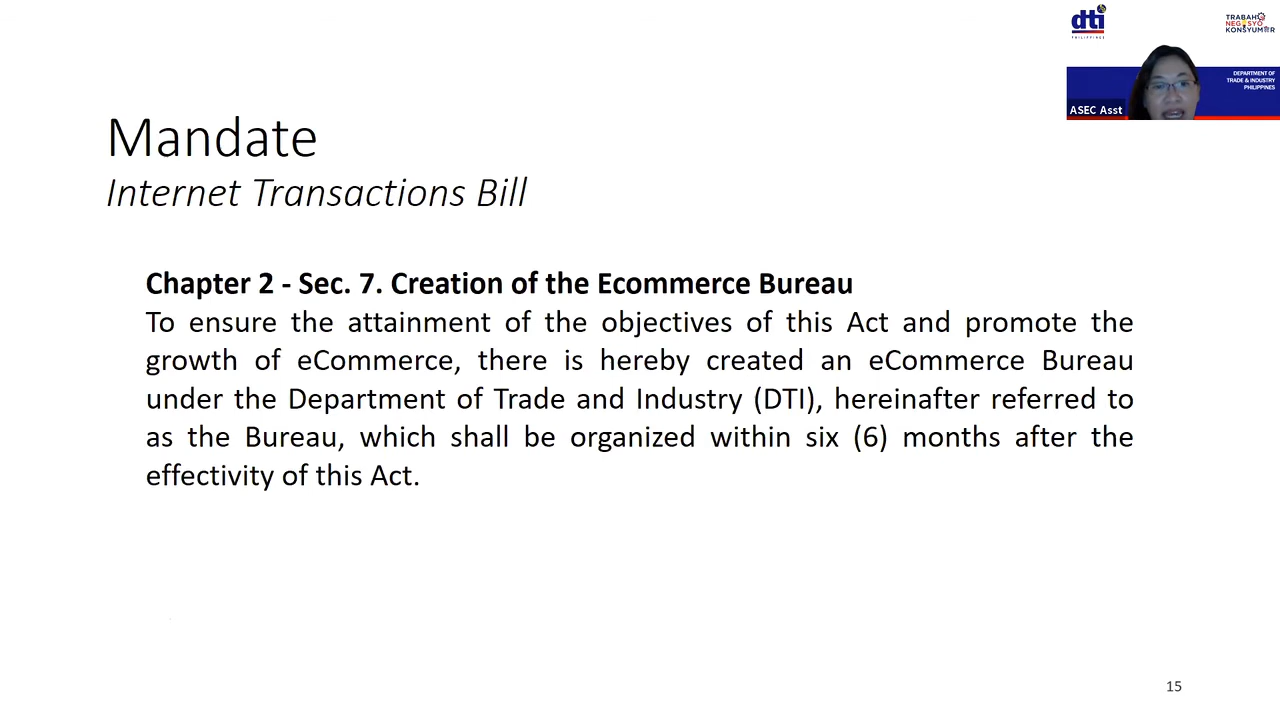 dti
PHILIPPINES
TRABAHO
NEGOSYO
KONSYUMER
DEPARTMENT OF
TRADE & INDUSTRY
PHILIPPINES
ASEC Asst
Mandate
Internet Transactions Bill
Chapter 2 - Sec. 7. Creation of the Ecommerce Bureau
To ensure the attainment of the objectives of this Act and promote the
growth of eCommerce, there is hereby created an eCommerce Bureau
under the Department of Trade and Industry (DTI), hereinafter referred to
as the Bureau, which shall be organized within six (6) months after the
effectivity of this Act.
15